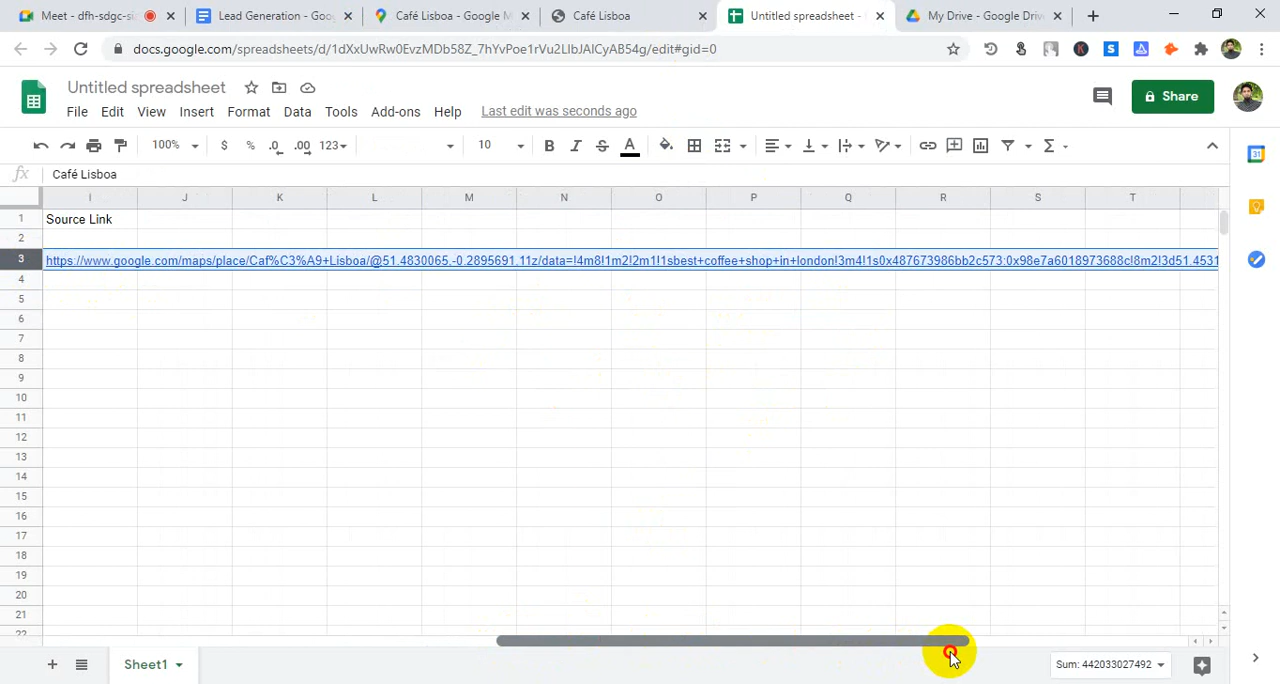 Meet - dfh-sdgc-si
Lead Generation - Goo
Café Lisboa - Google M
Café Lisboa
Untitled spreadsheet -
My Drive - Google Driv
docs.google.com/spreadsheets/d/1dXxUwRw0EvzMDb58Z_7hYvPoe1rVu2LIbJAlCyAB54g/edit#gid=0
Untitled spreadsheet
File Edit View Insert Format Data Tools Add-ons Help Last edit was seconds ago
Share
100% $ % .0 .00 123 10 B I S A Σ
fx Café Lisboa
I J K L M N O P Q R S T
1 Source Link
2
3 https://www.google.com/maps/place/Caf%C3%A9+Lisboa/@51.4830065,-0.2895691,11z/data=!4m8!1m2!2m1!1sbest+coffee+shop+in+london!3m4!1s0x487673986bb2c573:0x98e7a6018973688c!8m2!3d51.4531
4
5
6
7
8
9
10
11
12
13
14
15
16
17
18
19
20
21
22
Sheet1
Sum: 442033027492